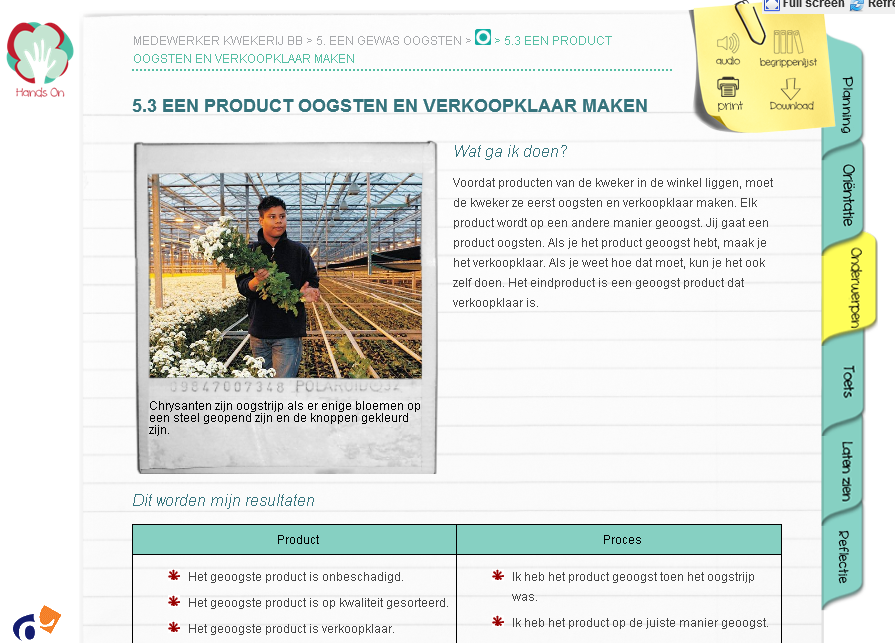 Full screen Refre
Hands On
MEDEWERKER KWEKERIJ BB > 5. EEN GEWAS OOGSTEN > > 5.3 EEN PRODUCT
OOGSTEN EN VERKOOPKLAAR MAKEN
audio
begrippenlijst
print
Download
5.3 EEN PRODUCT OOGSTEN EN VERKOOPKLAAR MAKEN
Wat ga ik doen?
Voordat producten van de kweker in de winkel liggen, moet
de kweker ze eerst oogsten en verkoopklaar maken. Elk
product wordt op een andere manier geoogst. Jij gaat een
product oogsten. Als je het product geoogst hebt, maak je
het verkoopklaar. Als je weet hoe dat moet, kun je het ook
zelf doen. Het eindproduct is een geoogst product dat
verkoopklaar is.
Chrysanten zijn oogstrijp als er enige bloemen op
een steel geopend zijn en de knoppen gekleurd
zijn.
Dit worden mijn resultaten
Product
Het geoogste product is onbeschadigd.
Het geoogste product is op kwaliteit gesorteerd.
Het geoogste product is verkoopklaar.
Proces
Ik heb het product geoogst toen het oogstrijp
was.
Ik heb het product op de juiste manier geoogst.
Planning
Oriëntatie
Onderwerpen
Toets
Laten zien
Reflectie